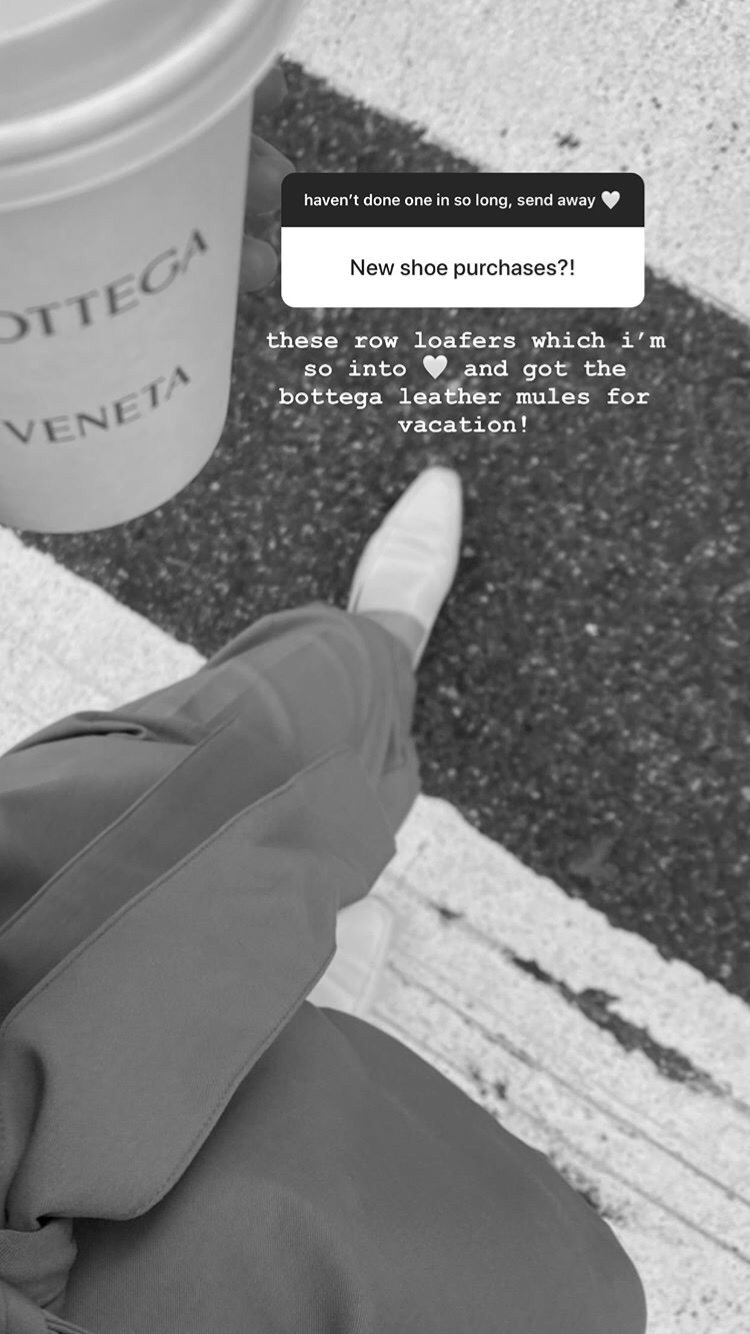 haven't done one in so long, send away 🤍
New shoe purchases?!
these row loafers which i'm
so into 🤍 and got the
bottega leather mules for
vacation!
OTTEGA
VENETA